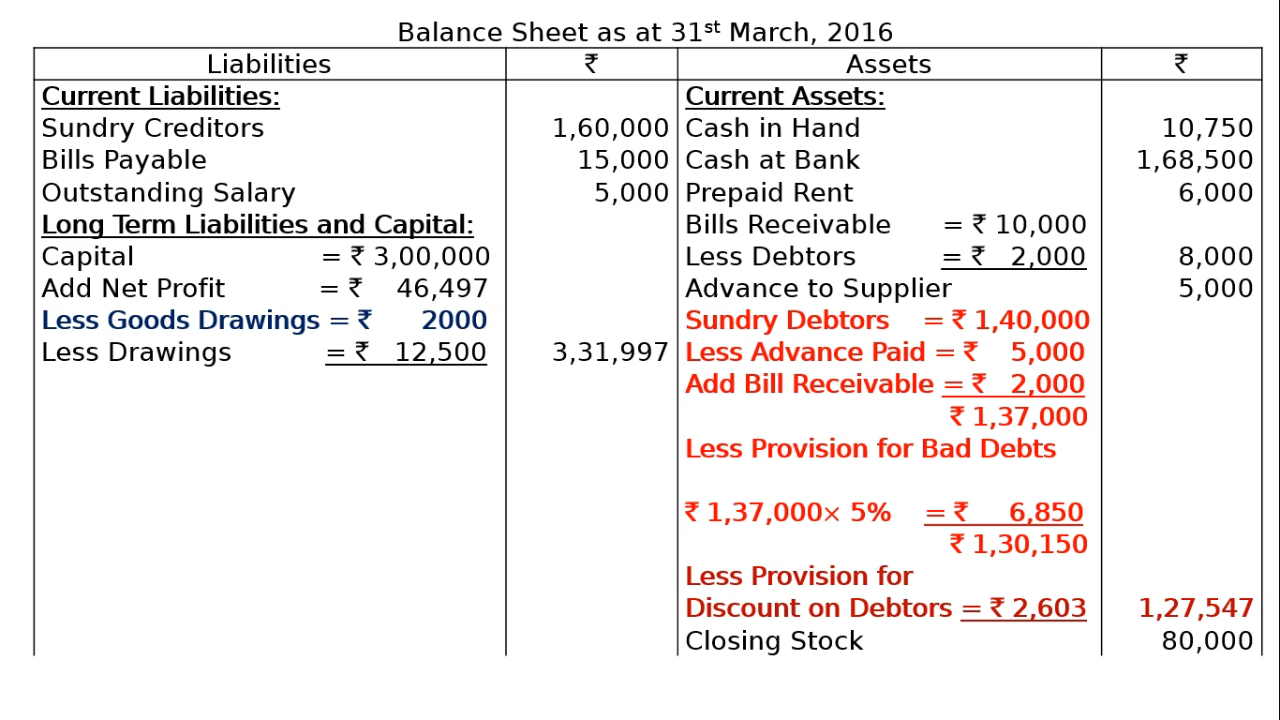 Balance Sheet as at 31st March, 2016
Liabilities ₹ Assets ₹
Current Liabilities: Current Assets:
Sundry Creditors 1,60,000 Cash in Hand 10,750
Bills Payable 15,000 Cash at Bank 1,68,500
Outstanding Salary 5,000 Prepaid Rent 6,000
Long Term Liabilities and Capital: Bills Receivable = ₹ 10,000
Capital = ₹ 3,00,000 Less Debtors = ₹ 2,000 8,000
Add Net Profit = ₹ 46,497 Advance to Supplier 5,000
Less Goods Drawings = ₹ 2000 Sundry Debtors = ₹ 1,40,000
Less Drawings = ₹ 12,500 3,31,997 Less Advance Paid = ₹ 5,000
Add Bill Receivable = ₹ 2,000
₹ 1,37,000
Less Provision for Bad Debts
₹ 1,37,000× 5% = ₹ 6,850
₹ 1,30,150
Less Provision for
Discount on Debtors = ₹ 2,603 1,27,547
Closing Stock 80,000